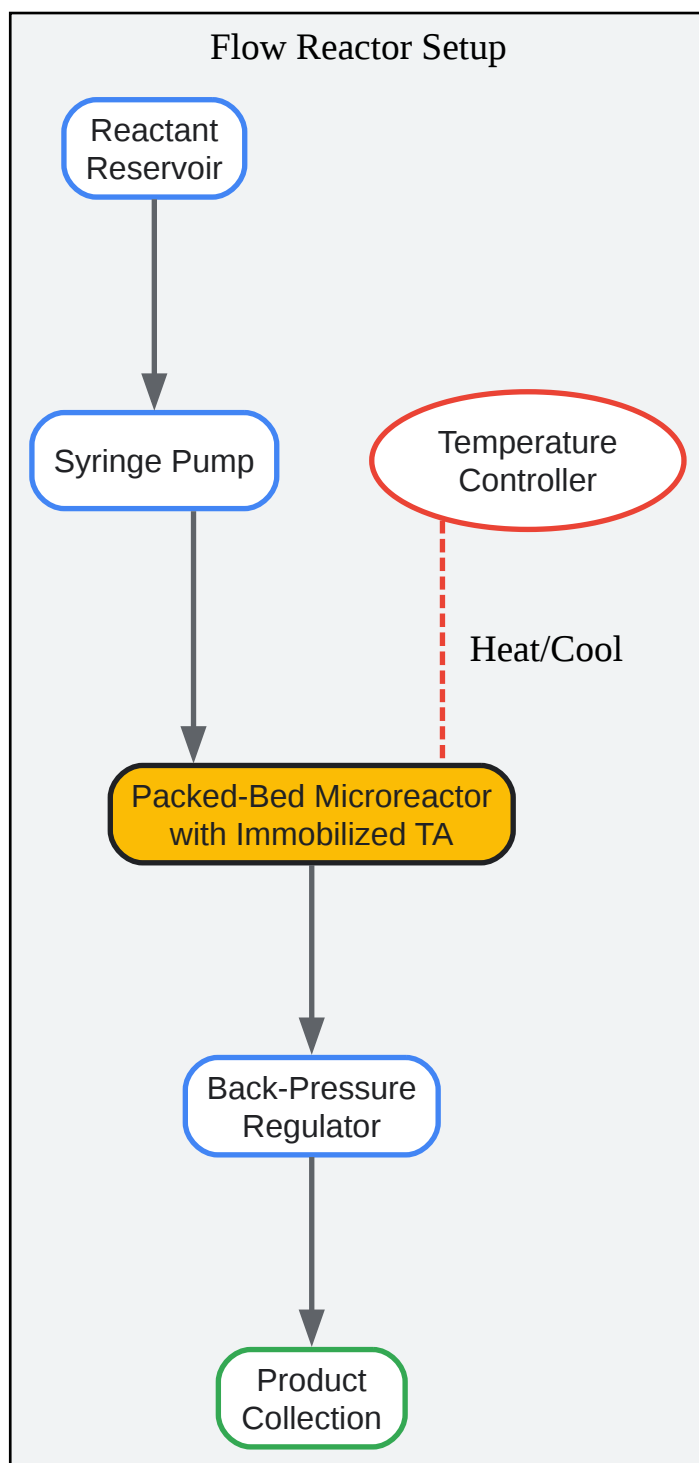 Flow Reactor Setup
Reactant
Reservoir
Syringe Pump
Temperature
Controller
Heat/Cool
Packed-Bed Microreactor
with Immobilized TA
Back-Pressure
Regulator
Product
Collection